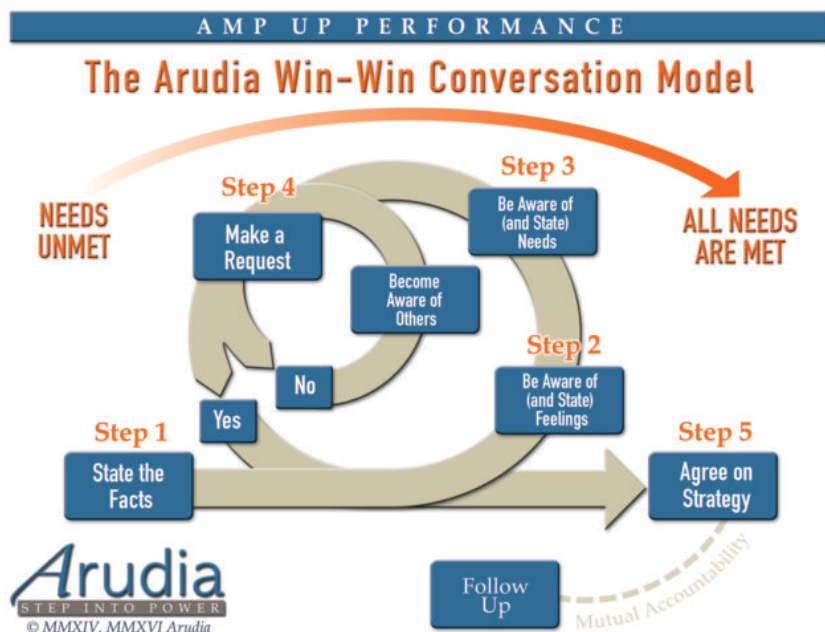 AMP UP PERFORMANCE
The Arudia Win-Win Conversation Model
NEEDS
UNMET
ALL NEEDS
ARE MET
Step 1
State the
Facts
Step 2
Be Aware of
(and State)
Feelings
Step 3
Be Aware of
(and State)
Needs
Step 4
Make a
Request
No
Become
Aware of
Others
Yes
Step 5
Agree on
Strategy
Mutual Accountability
Follow
Up
Arudia
STEP INTO POWER
© MMXIV, MMXVI Arudia